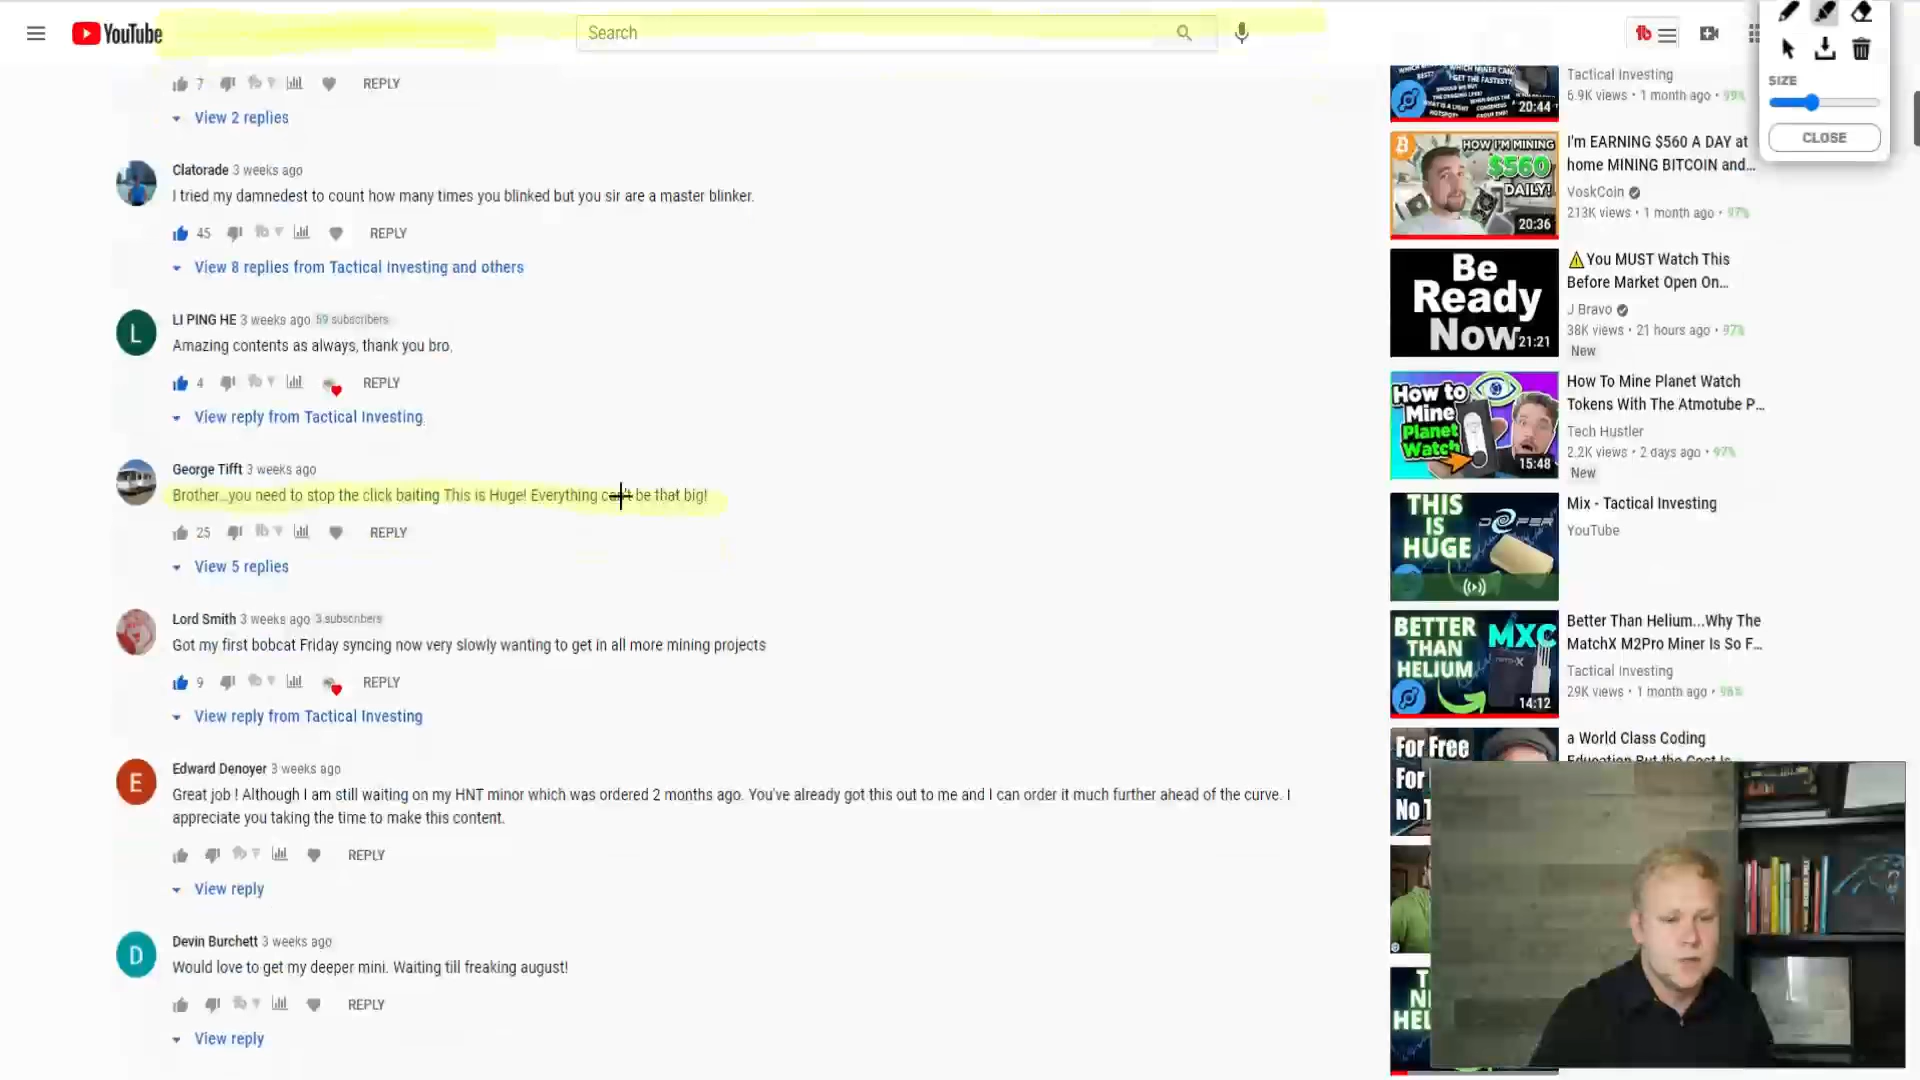 YouTube
Search
7
REPLY
View 2 replies
Clatorade 3 weeks ago
I tried my damnedest to count how many times you blinked but you sir are a master blinker.
45
REPLY
View 8 replies from Tactical Investing and others
L
LI PING HE 3 weeks ago 59 subscribers
Amazing contents as always, thank you bro.
4
REPLY
View reply from Tactical Investing
George Tifft 3 weeks ago
Brother...you need to stop the click baiting This is Huge! Everything can't be that big!
25
REPLY
View 5 replies
Lord Smith 3 weeks ago 3 subscribers
Got my first bobcat Friday syncing now very slowly wanting to get in all more mining projects
9
REPLY
View reply from Tactical Investing
E
Edward Denoyer 3 weeks ago
Great job ! Although I am still waiting on my HNT minor which was ordered 2 months ago. You've already got this out to me and I can order it much further ahead of the curve. I
appreciate you taking the time to make this content.
REPLY
View reply
D
Devin Burchett 3 weeks ago
Would love to get my deeper mini. Waiting till freaking august!
REPLY
View reply
SIZE
CLOSE
20:44
Tactical Investing
6.9K views • 1 month ago • 99%
HOW I'M MINING
$560
DAILY!
20:36
I'm EARNING $560 A DAY at
home MINING BITCOIN and...
VoskCoin
213K views • 1 month ago • 97%
Be
Ready
Now
21:21
⚠You MUST Watch This
Before Market Open On...
J Bravo
38K views • 21 hours ago • 97%
New
How to
Mine
Planet
Watch
15:48
How To Mine Planet Watch
Tokens With The Atmotube P...
Tech Hustler
2.2K views • 2 days ago • 97%
New
THIS
IS
HUGE
Mix - Tactical Investing
YouTube
BETTER
THAN
HELIUM
MXC
14:12
Better Than Helium...Why The
MatchX M2Pro Miner Is So F...
Tactical Investing
29K views • 1 month ago • 98%
For Free
For
No
a World Class Coding